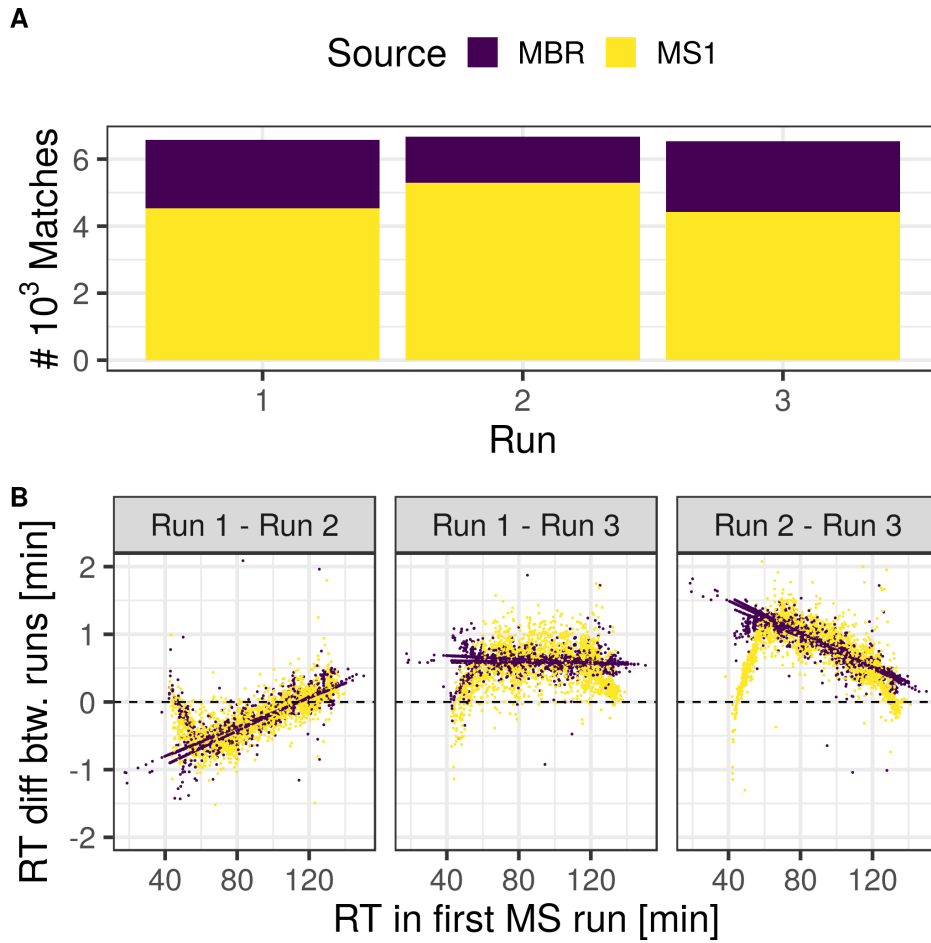 A
Source MBR MS1
# 10³ Matches
6
4
2
0
1 2 3
Run
B
Run 1 - Run 2 Run 1 - Run 3 Run 2 - Run 3
RT diff btw. runs [min]
2
1
0
-1
-2
40 80 120 40 80 120 40 80 120
RT in first MS run [min]